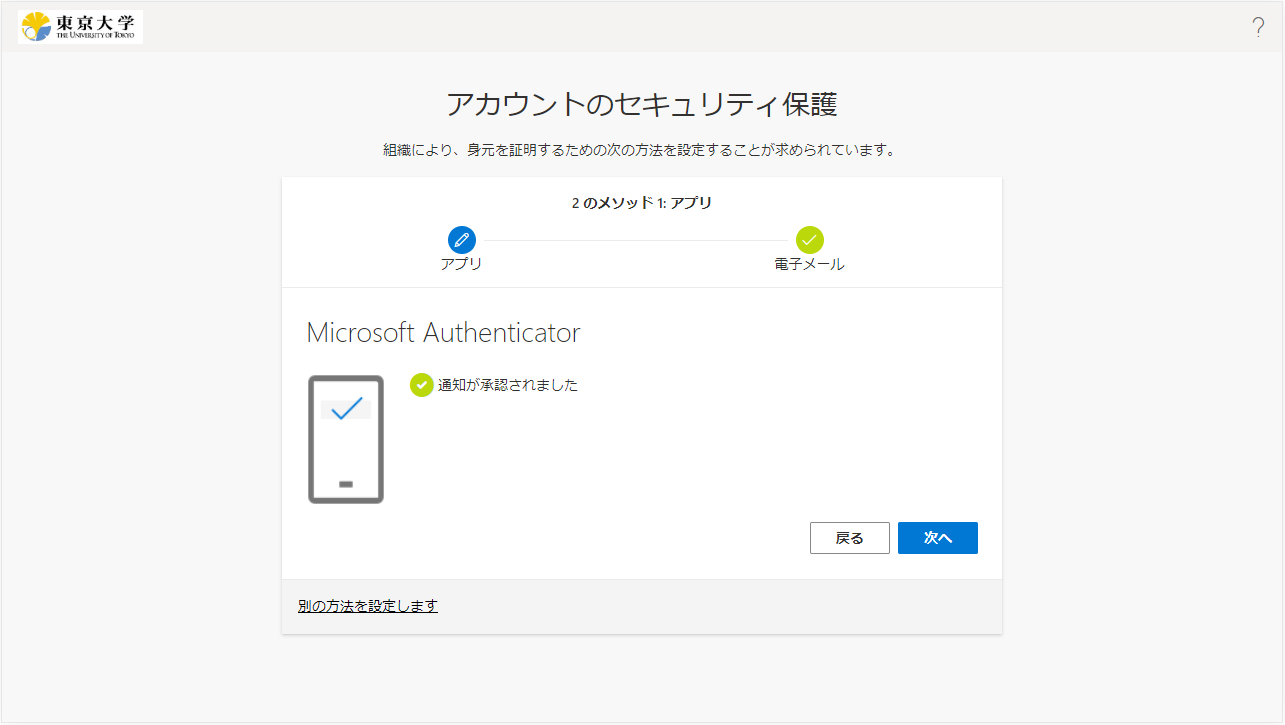 東京大学
THE UNIVERSITY OF TOKYO
?
アカウントのセキュリティ保護
組織により、身元を証明するための次の方法を設定することが求められています。
2 のメソッド 1: アプリ
アプリ
電子メール
Microsoft Authenticator
通知が承認されました
戻る
次へ
別の方法を設定します